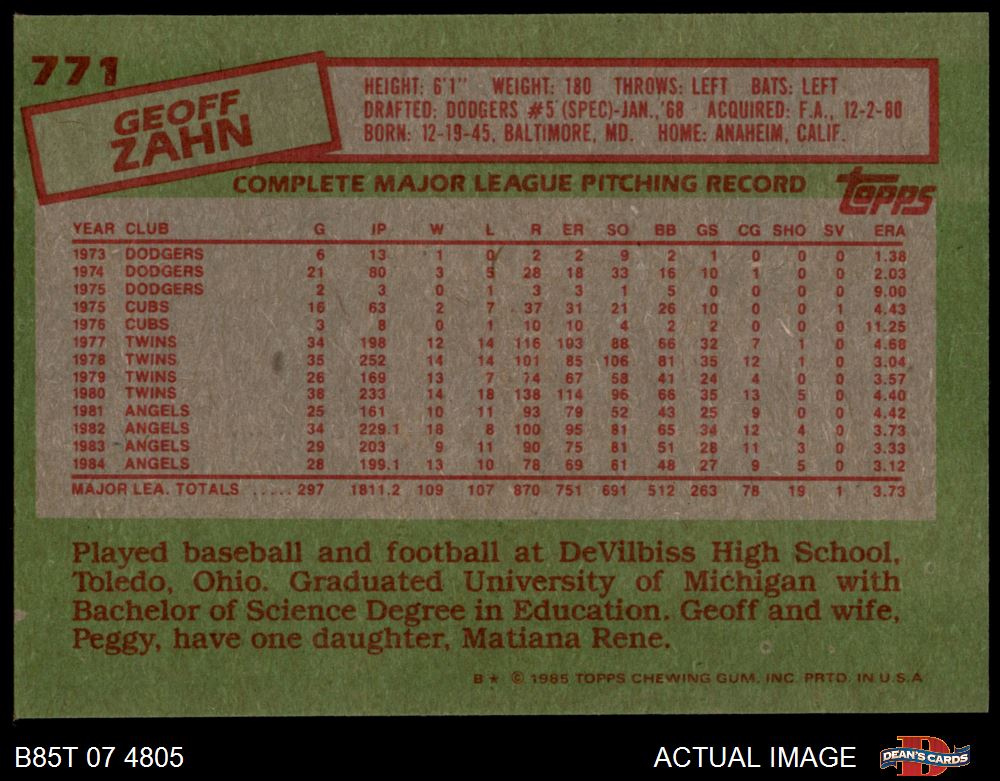 771
GEOFF
ZAHN
HEIGHT: 6'1" WEIGHT: 180 THROWS: LEFT BATS: LEFT
DRAFTED: DODGERS #5 (SPEC)-JAN., '68 ACQUIRED: F.A., 12-2-80
BORN: 12-19-45, BALTIMORE, MD. HOME: ANAHEIM, CALIF.
COMPLETE MAJOR LEAGUE PITCHING RECORD
topps
YEAR CLUB G IP W L R ER SO BB GS CG SHO SV ERA
1973 DODGERS 6 13 1 0 2 2 9 2 1 0 0 0 1.38
1974 DODGERS 21 80 3 5 28 18 33 16 10 1 0 0 2.03
1975 DODGERS 2 3 0 1 3 3 1 5 0 0 0 0 9.00
1975 CUBS 16 63 2 7 37 31 21 26 10 0 0 1 4.43
1976 CUBS 3 8 0 1 10 10 4 2 2 0 0 0 11.25
1977 TWINS 34 198 12 14 116 103 88 66 32 7 1 0 4.68
1978 TWINS 35 252 14 14 101 85 106 81 35 12 1 0 3.04
1979 TWINS 26 169 13 7 74 67 58 41 24 4 0 0 3.57
1980 TWINS 38 233 14 18 138 114 96 66 35 13 5 0 4.40
1981 ANGELS 25 161 10 11 93 79 52 43 25 9 0 0 4.42
1982 ANGELS 34 229.1 18 8 100 95 81 65 34 12 4 0 3.73
1983 ANGELS 29 203 9 11 90 75 81 51 28 11 3 0 3.33
1984 ANGELS 28 199.1 13 10 78 69 61 48 27 9 5 0 3.12
MAJOR LEA. TOTALS ..... 297 1811.2 109 107 870 751 691 512 263 78 19 1 3.73
Played baseball and football at DeVilbiss High School,
Toledo, Ohio. Graduated University of Michigan with
Bachelor of Science Degree in Education. Geoff and wife,
Peggy, have one daughter, Matiana Rene.
B★ © 1985 TOPPS CHEWING GUM, INC. PRTD. IN U.S.A
B85T 07 4805
ACTUAL IMAGE
DEAN'S CARDS